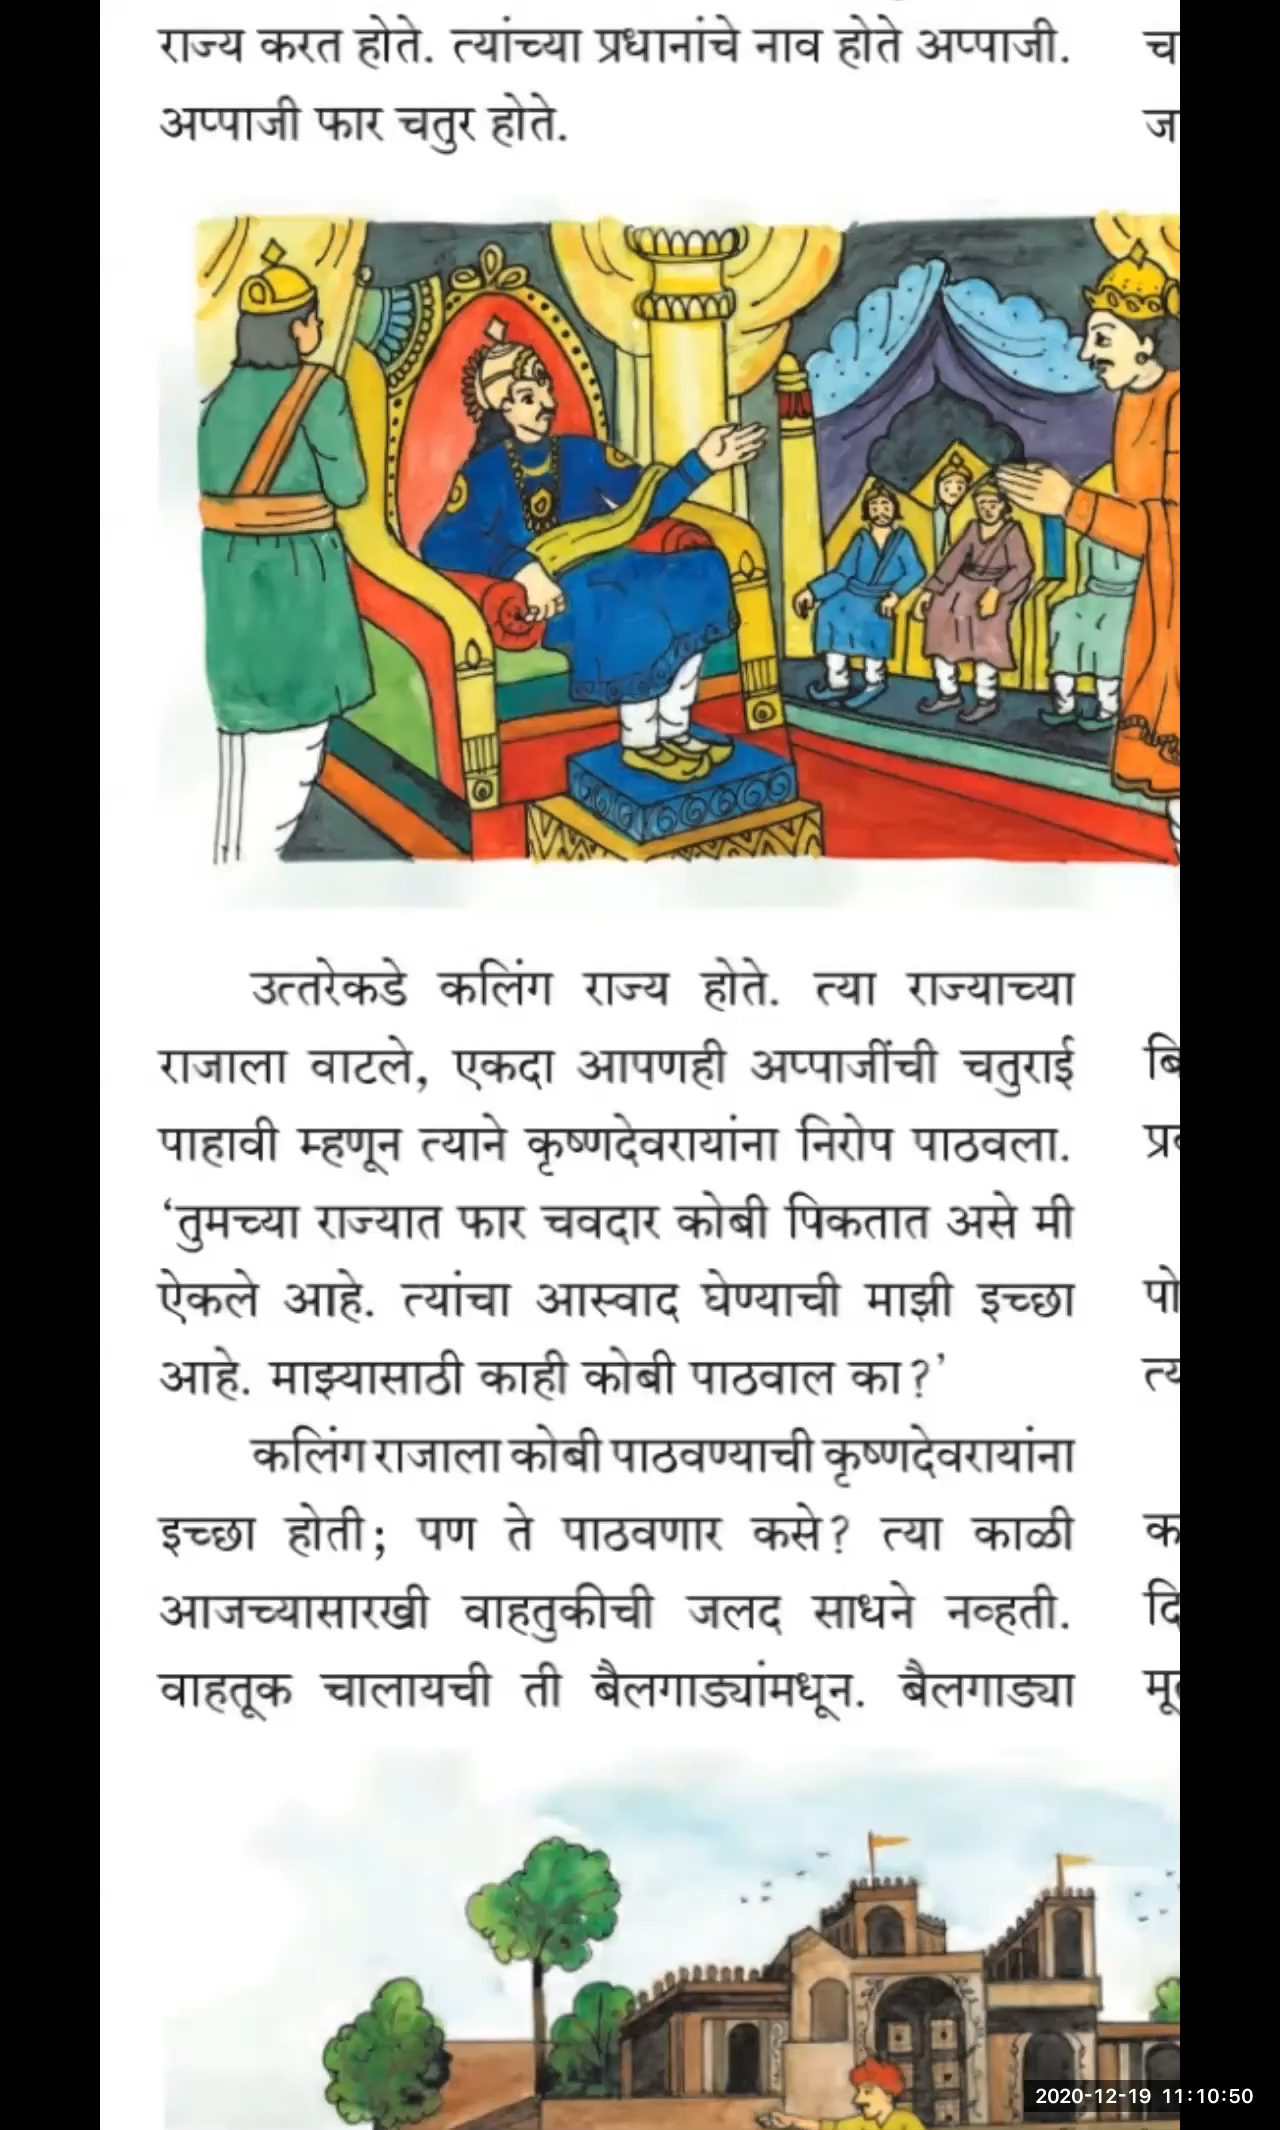 राज्य करत होते. त्यांच्या प्रधानांचे नाव होते अप्पाजी.
अप्पाजी फार चतुर होते.
उत्तरेकडे कलिंग राज्य होते. त्या राज्याच्या
राजाला वाटले, एकदा आपणही अप्पाजींची चतुराई
पाहावी म्हणून त्याने कृष्णदेवरायांना निरोप पाठवला.
‘तुमच्या राज्यात फार चवदार कोबी पिकतात असे मी
ऐकले आहे. त्यांचा आस्वाद घेण्याची माझी इच्छा
आहे. माझ्यासाठी काही कोबी पाठवाल का?’
कलिंग राजाला कोबी पाठवण्याची कृष्णदेवरायांना
इच्छा होती; पण ते पाठवणार कसे? त्या काळी
आजच्यासारखी वाहतुकीची जलद साधने नव्हती.
वाहतूक चालायची ती बैलगाड्यांमधून. बैलगाड्या
2020-12-19 11:10:50